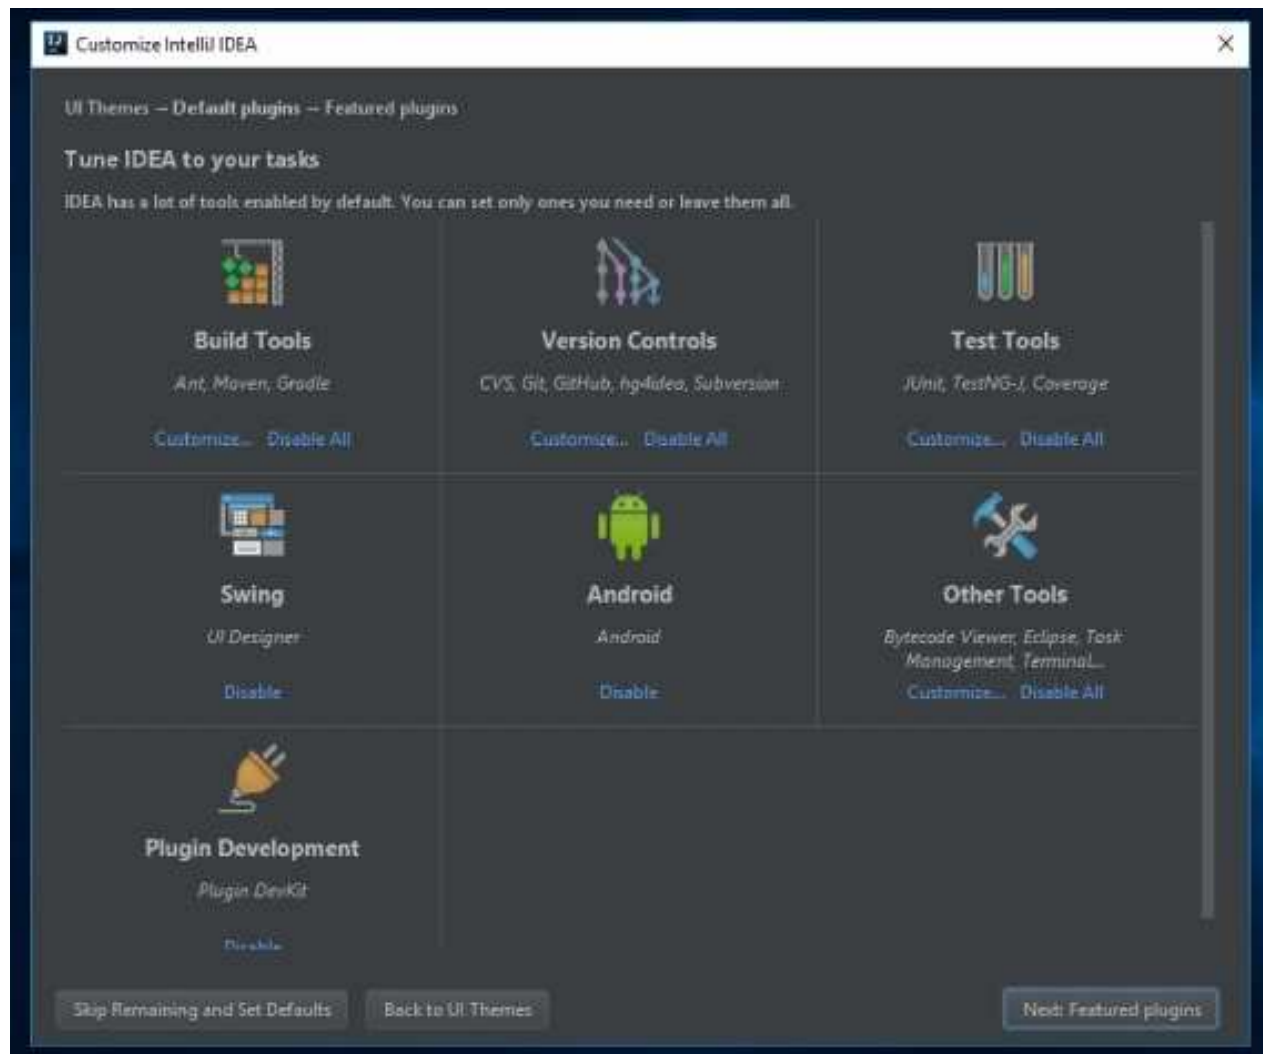 Customize IntelliJ IDEA
UI Themes — Default plugins — Featured plugins
Tune IDEA to your tasks
IDEA has a lot of tools enabled by default. You can set only ones you need or leave them all.
Build Tools
Ant, Maven, Gradle
Customize... Disable All
Version Controls
CVS, Git, GitHub, hg4idea, Subversion
Customize... Disable All
Test Tools
JUnit, TestNG-J, Coverage
Customize... Disable All
Swing
UI Designer
Disable
Android
Android
Disable
Other Tools
Bytecode Viewer, Eclipse, Task
Management, Terminal...
Customize... Disable All
Plugin Development
Plugin DevKit
Disable
Skip Remaining and Set Defaults
Back to UI Themes
Next: Featured plugins